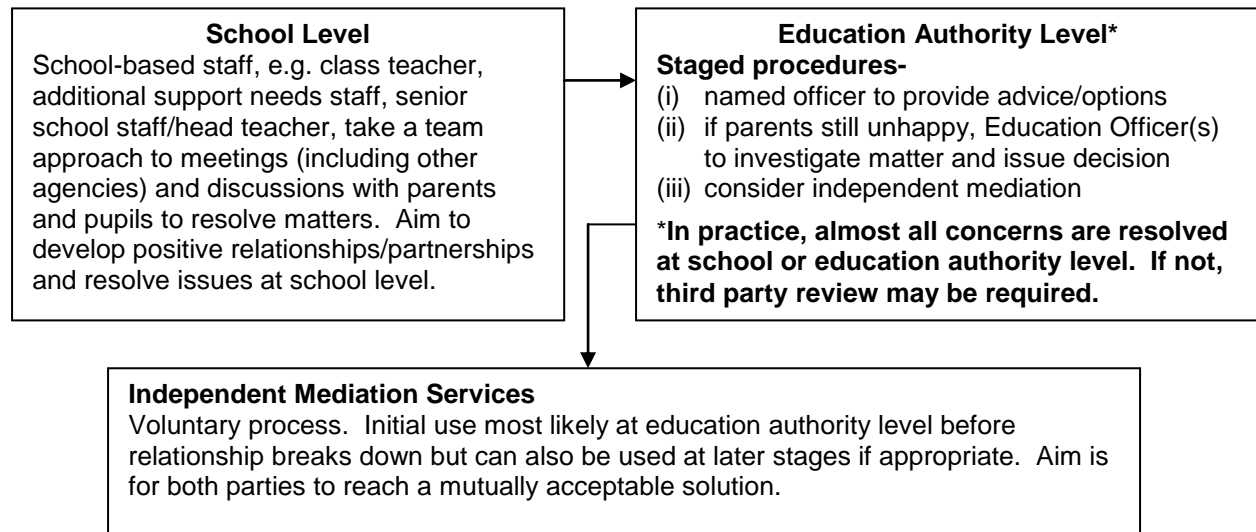 School Level
School-based staff, e.g. class teacher,
additional support needs staff, senior
school staff/head teacher, take a team
approach to meetings (including other
agencies) and discussions with parents
and pupils to resolve matters.  Aim to
develop positive relationships/partnerships
and resolve issues at school level.
Education Authority Level*
Staged procedures-
(i) named officer to provide advice/options
(ii) if parents still unhappy, Education Officer(s)
to investigate matter and issue decision
(iii) consider independent mediation
*In practice, almost all concerns are resolved
at school or education authority level.  If not,
third party review may be required.
Independent Mediation Services
Voluntary process.  Initial use most likely at education authority level before
relationship breaks down but can also be used at later stages if appropriate.  Aim is
for both parties to reach a mutually acceptable solution.